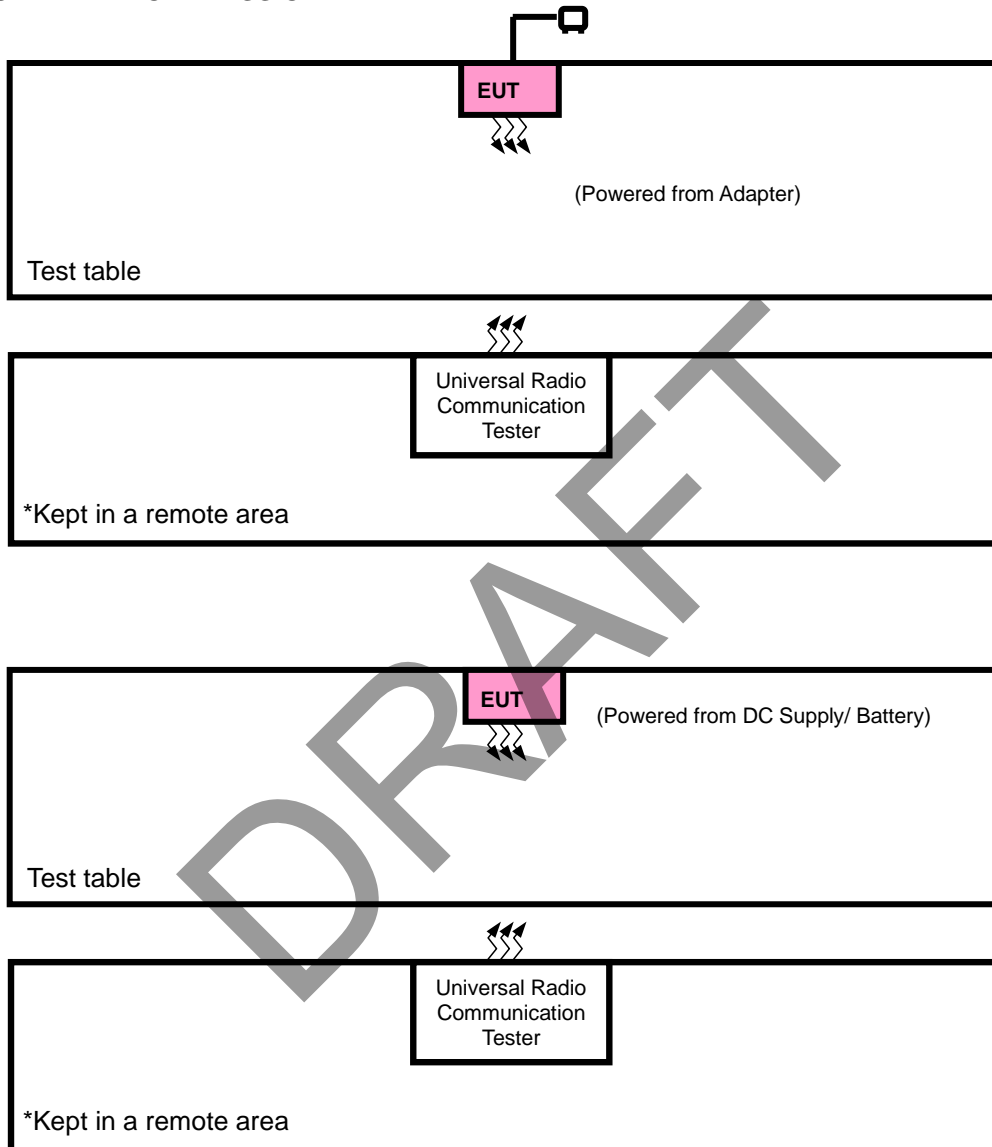 EUT
(Powered from Adapter)
Test table
Universal Radio
Communication
Tester
*Kept in a remote area
EUT
(Powered from DC Supply/ Battery)
Test table
Universal Radio
Communication
Tester
*Kept in a remote area
DRAFT